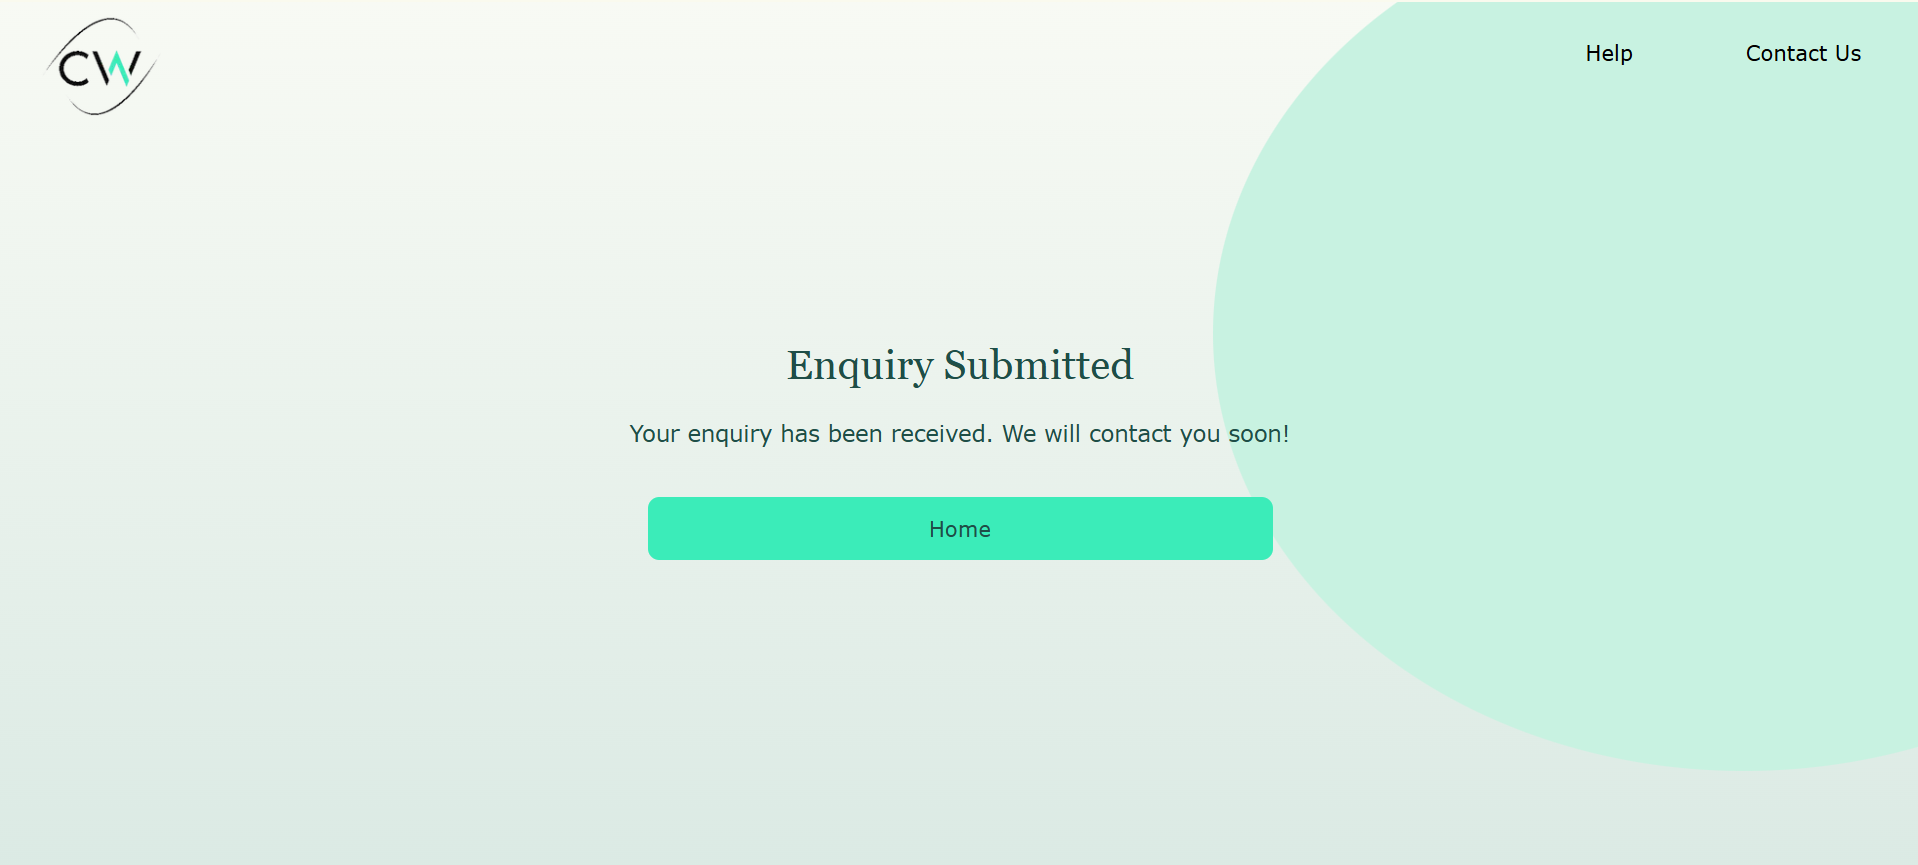 CW
Help
Contact Us
Enquiry Submitted
Your enquiry has been received. We will contact you soon!
Home